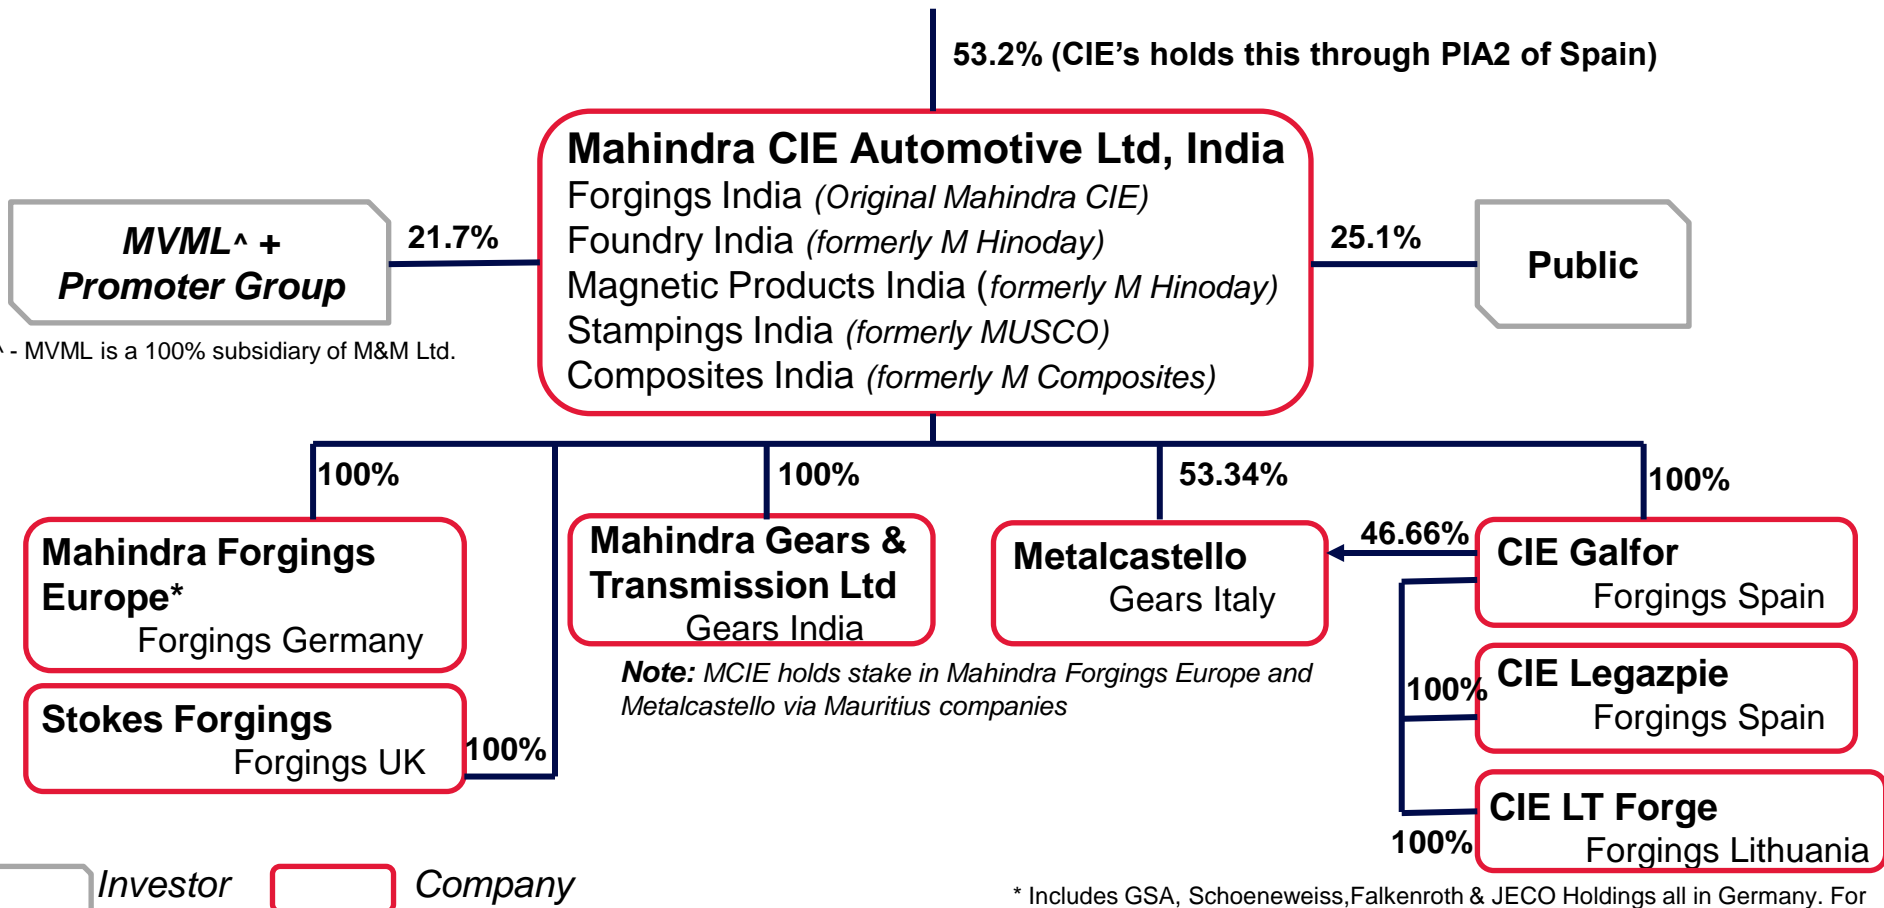 53.2% (CIE's holds this through PIA2 of Spain)
Mahindra CIE Automotive Ltd, India
Forgings India (Original Mahindra CIE)
Foundry India (formerly M Hinoday)
Magnetic Products India (formerly M Hinoday)
Stampings India (formerly MUSCO)
Composites India (formerly M Composites)
MVML^ +
Promoter Group
21.7%
25.1%
Public
^ - MVML is a 100% subsidiary of M&M Ltd.
100%
100%
53.34%
100%
Mahindra Forgings
Europe*
Forgings Germany
Mahindra Gears &
Transmission Ltd
Gears India
Metalcastello
Gears Italy
46.66%
CIE Galfor
Forgings Spain
Note: MCIE holds stake in Mahindra Forgings Europe and
Metalcastello via Mauritius companies
Stokes Forgings
Forgings UK
100%
100%
CIE Legazpie
Forgings Spain
100%
CIE LT Forge
Forgings Lithuania
Investor
Company
* Includes GSA, Schoeneweiss,Falkenroth & JECO Holdings all in Germany. For